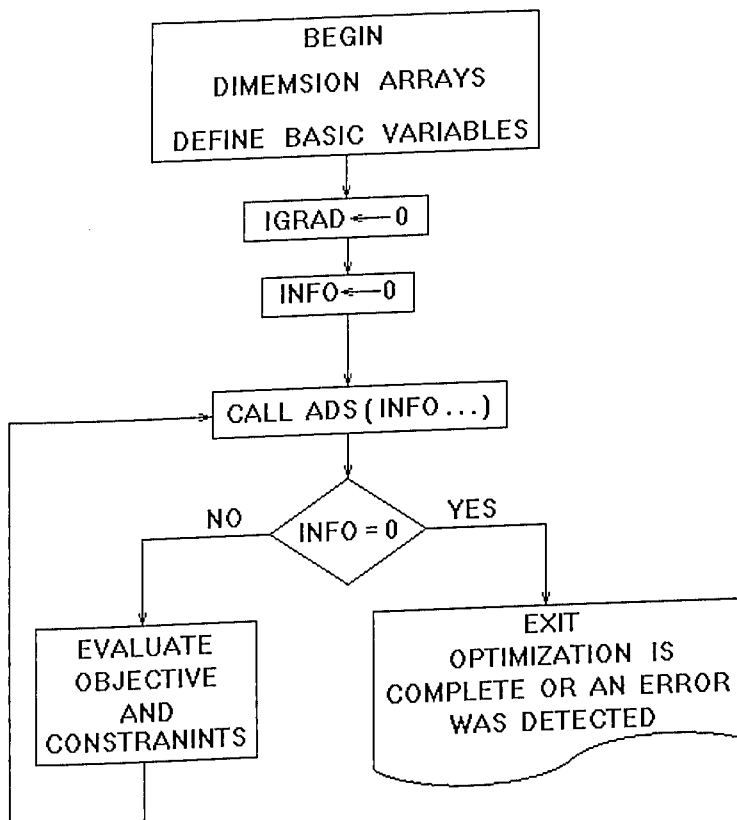 BEGIN
DIMEMSION ARRAYS
DEFINE BASIC VARIABLES
IGRAD ← 0
INFO ← 0
CALL ADS (INFO ...)
NO
INFO = 0
YES
EVALUATE
OBJECTIVE
AND
CONSTRANINTS
EXIT
OPTIMIZATION IS
COMPLETE OR AN ERROR
WAS DETECTED